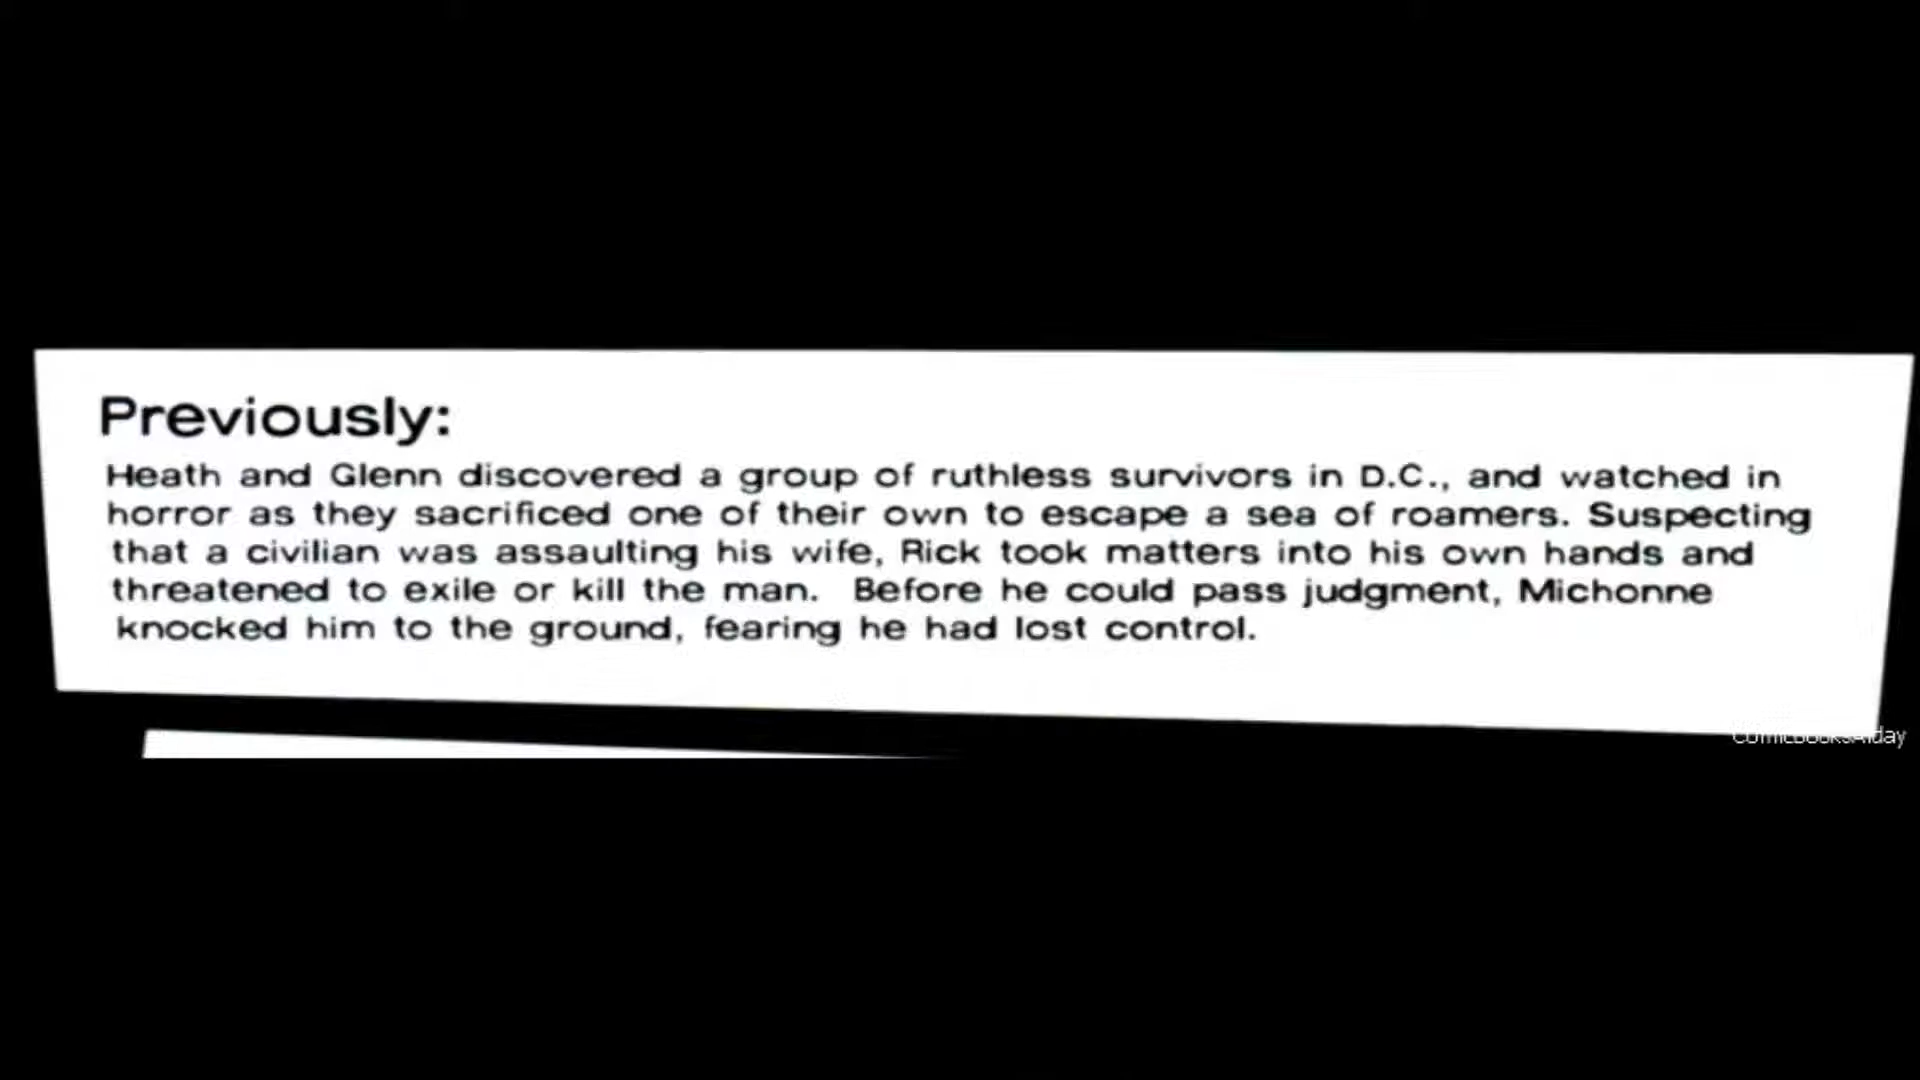 Previously:
Heath and Glenn discovered a group of ruthless survivors in D.C., and watched in
horror as they sacrificed one of their own to escape a sea of roamers. Suspecting
that a civilian was assaulting his wife, Rick took matters into his own hands and
threatened to exile or kill the man.  Before he could pass judgment, Michonne
knocked him to the ground, fearing he had lost control.